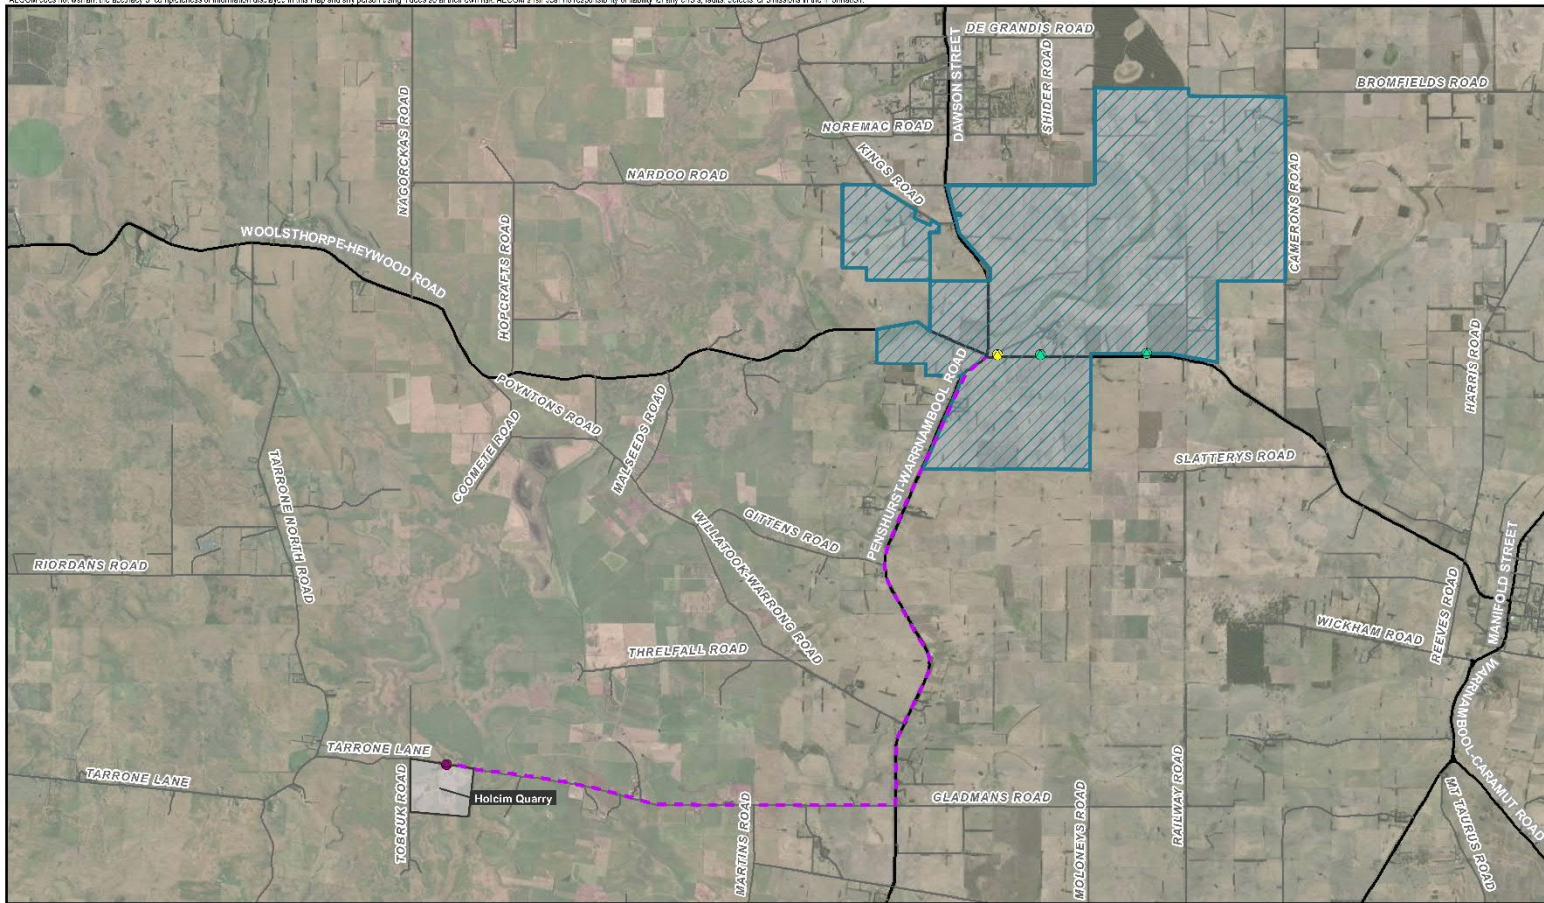 DE GRANDIS ROAD
DAWSON STREET
SHIDER ROAD
BROMFIELDS ROAD
NAGORCKAS ROAD
NOREMAC ROAD
KINGS ROAD
NARDOO ROAD
CAMERONS ROAD
WOOLSTHORPE-HEYWOOD ROAD
HOPCRAFTS ROAD
HARRIS ROAD
POYNTONS ROAD
PENSHURST-WARRNAMBOOL ROAD
MALSEEDS ROAD
COOMETE ROAD
SLATTERYS ROAD
TARRONE NORTH ROAD
GITTENS ROAD
WILLATOOK-WARRONG ROAD
RIORDANS ROAD
MANIFOLD STREET
REEVES ROAD
WICKHAM ROAD
THRELFALL ROAD
WARRNAMBOOL-CARAMUT ROAD
TARRONE LANE
TARRONE LANE
TOBRUK ROAD
Holcim Quarry
MARTINS ROAD
GLADMANS ROAD
MOLONEYS ROAD
RAILWAY ROAD
MT TAURUS ROAD